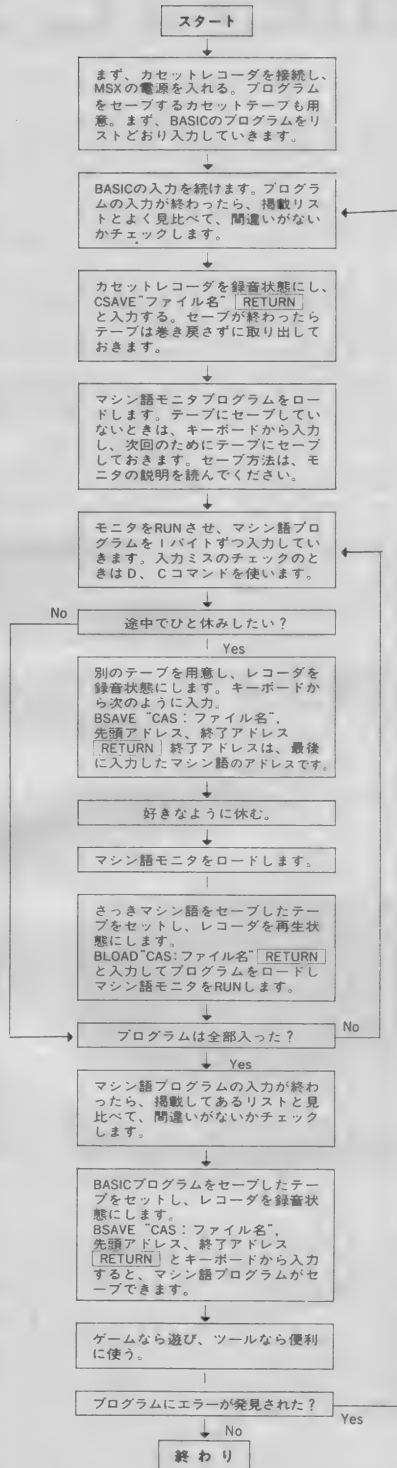 スタート
まず、カセットレコーダを接続し、
MSXの電源を入れる。プログラム
をセーブするカセットテープも用
意。まず、BASICのプログラムをリ
ストどおり入力していきます。
BASICの入力を続けます。プログラ
ムの入力が終わったら、掲載リス
トとよく見比べて、間違いがない
かチェックします。
カセットレコーダを録音状態にし、
CSAVE"ファイル名" RETURN
と入力する。セーブが終わったら
テープは巻き戻さずに取り出して
おきます。
マシン語モニタプログラムをロー
ドします。テープにセーブしてい
ないときは、キーボードから入力
し、次回のためにテープにセーブ
しておきます。セーブ方法は、モ
ニタの説明を読んでください。
モニタをRUNさせ、マシン語プロ
グラムを1バイトずつ入力してい
きます。入力ミスのチェックのと
きはD、Cコマンドを使います。
No
途中でひと休みしたい?
Yes
別のテープを用意し、レコーダを
録音状態にします。キーボードか
ら次のように入力。
BSAVE "CAS:ファイル名",
先頭アドレス、終了アドレス
RETURN 終了アドレスは、最後
に入力したマシン語のアドレスです。
好きなように休む。
マシン語モニタをロードします。
さっきマシン語をセーブしたテー
プをセットし、レコーダを再生状
態にします。
BLOAD"CAS:ファイル名" RETURN
と入力してプログラムをロードし
マシン語モニタをRUNします。
プログラムは全部入った?
No
Yes
マシン語プログラムの入力が終わ
ったら、掲載してあるリストと見
比べて、間違いがないかチェック
します。
BASICプログラムをセーブしたテー
プをセットし、レコーダを録音状
態にします。
BSAVE "CAS:ファイル名",
先頭アドレス、終了アドレス
RETURN とキーボードから入力
すると、マシン語プログラムがセ
ーブできます。
ゲームなら遊び、ツールなら便利
に使う。
プログラムにエラーが発見された?
Yes
No
終わり